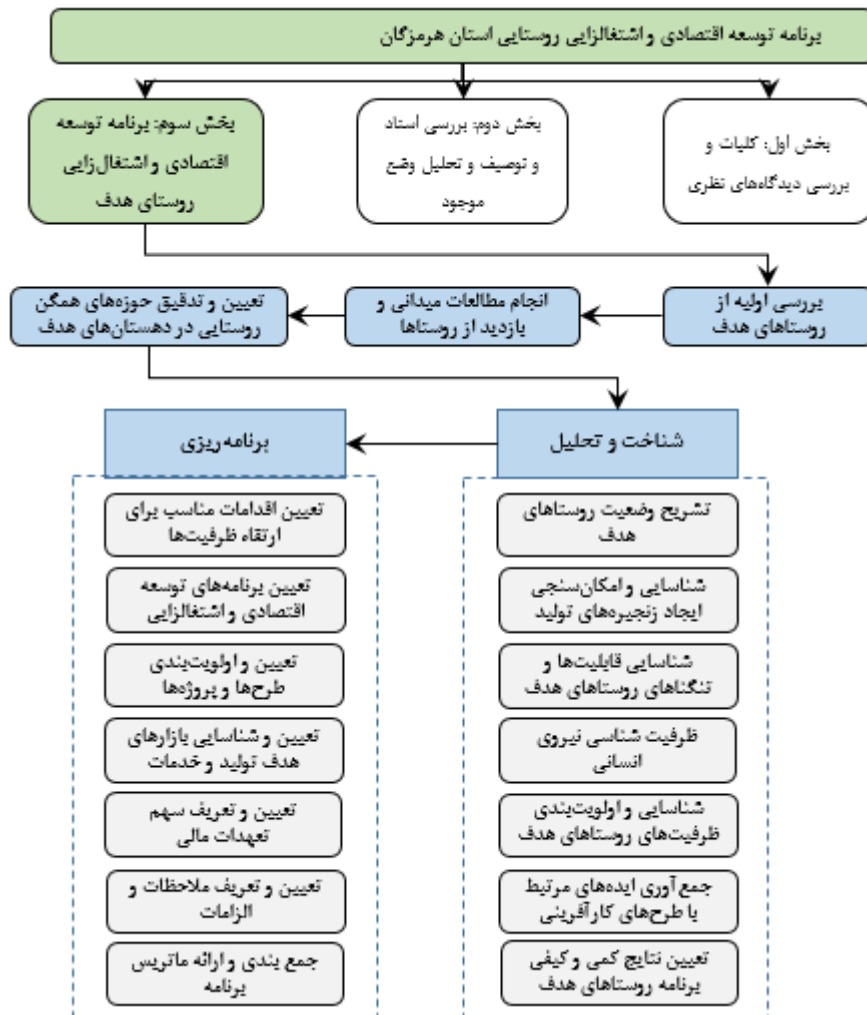 برنامه توسعه اقتصادی و اشتغالزایی روستایی استان هرمزگان
بخش اول: کلیات و
بررسی دیدگاه‌های نظری
بخش دوم: بررسی اسناد
و توصیف و تحلیل وضع
موجود
بخش سوم: برنامه توسعه
اقتصادی و اشتغال‌زایی
روستای هدف
بررسی اولیه از
روستاهای هدف
انجام مطالعات میدانی و
بازدید از روستاها
تعیین و تدقیق حوزه‌های همگن
روستایی در دهستان‌های هدف
شناخت و تحلیل
تشریح وضعیت روستاهای
هدف
شناسایی و امکان‌سنجی
ایجاد زنجیره‌های تولید
شناسایی قابلیت‌ها و
تنگناهای روستاهای هدف
ظرفیت شناسی نیروی
انسانی
شناسایی و اولویت‌بندی
ظرفیت‌های روستاهای هدف
جمع آوری ایده‌های مرتبط
با طرح‌های کارآفرینی
تعیین نتایج کمی و کیفی
برنامه روستاهای هدف
برنامه‌ریزی
تعیین اقدامات مناسب برای
ارتقاء ظرفیت‌ها
تعیین برنامه‌های توسعه
اقتصادی و اشتغالزایی
تعیین و اولویت‌بندی
طرح‌ها و پروژه‌ها
تعیین و شناسایی بازارهای
هدف تولید و خدمات
تعیین و تعریف سهم
تعهدات مالی
تعیین و تعریف ملاحظات و
الزامات
جمع بندی و ارائه ماتریس
برنامه